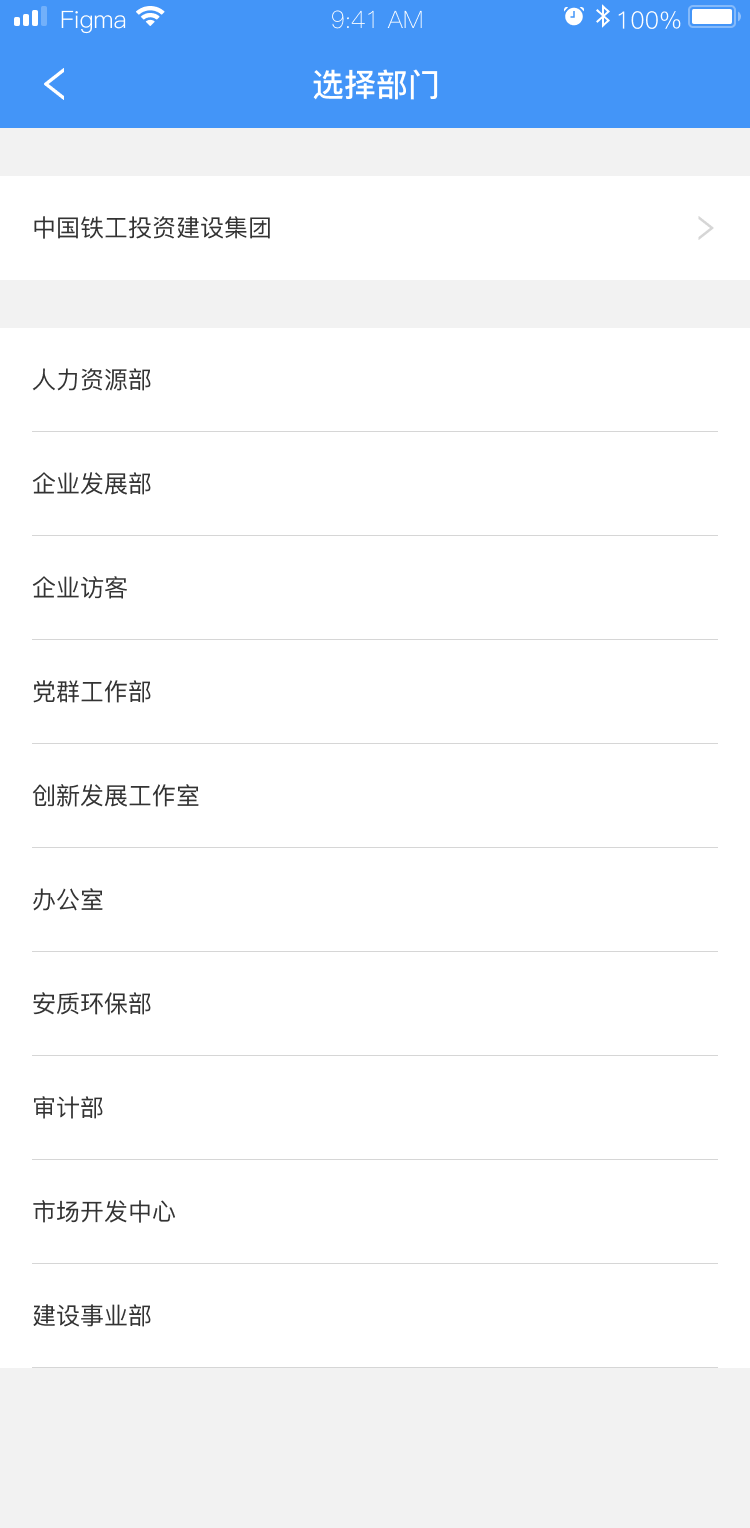 Figma 9:41 AM 100%
选择部门
中国铁工投资建设集团
人力资源部
企业发展部
企业访客
党群工作部
创新发展工作室
办公室
安质环保部
审计部
市场开发中心
建设事业部